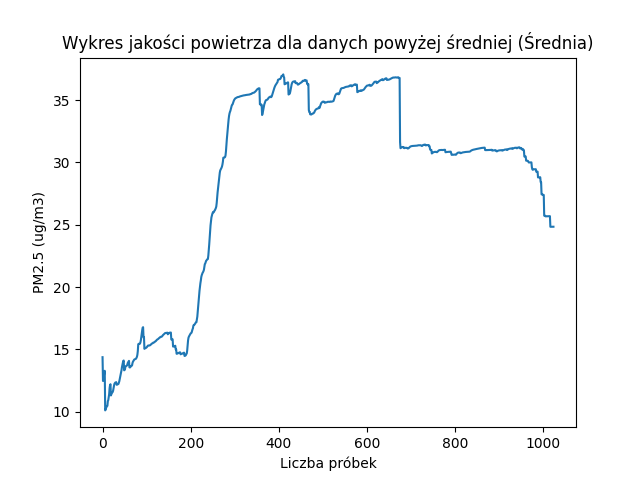 Wykres jakości powietrza dla danych powyżej średniej (Średnia)
PM2.5 (ug/m3)
35
30
25
20
15
10
0 200 400 600 800 1000
Liczba próbek